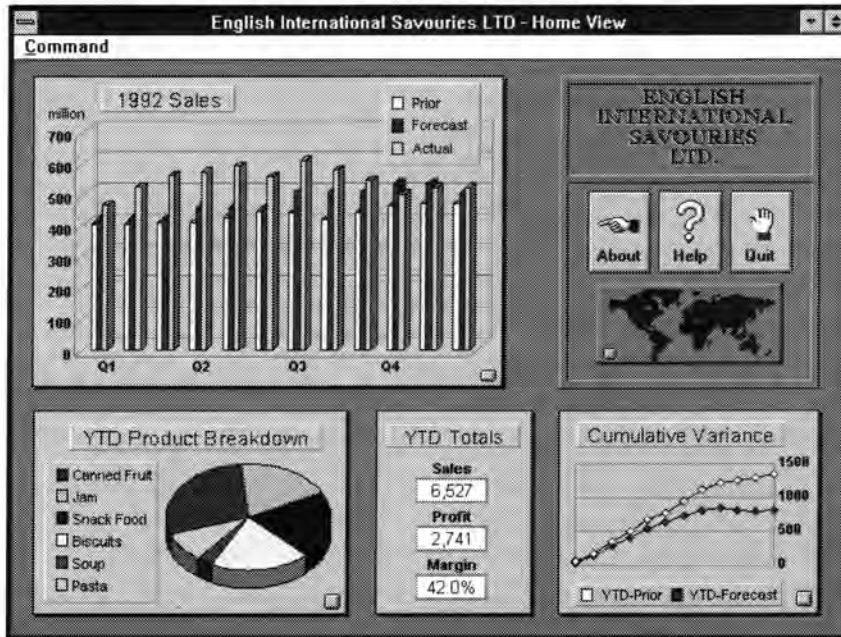 English International Savouries LTD - Home View
Command
1992 Sales
million
700
600
500
400
300
200
100
0
Q1 Q2 Q3 Q4
Prior
Forecast
Actual
ENGLISH
INTERNATIONAL
SAVOURIES
LTD.
About Help Quit
YTD Product Breakdown
Canned Fruit
Jam
Snack Food
Biscuits
Soup
Pasta
YTD Totals
Sales
6,527
Profit
2,741
Margin
42.0%
Cumulative Variance
1500
1000
500
0
YTD-Prior YTD-Forecast